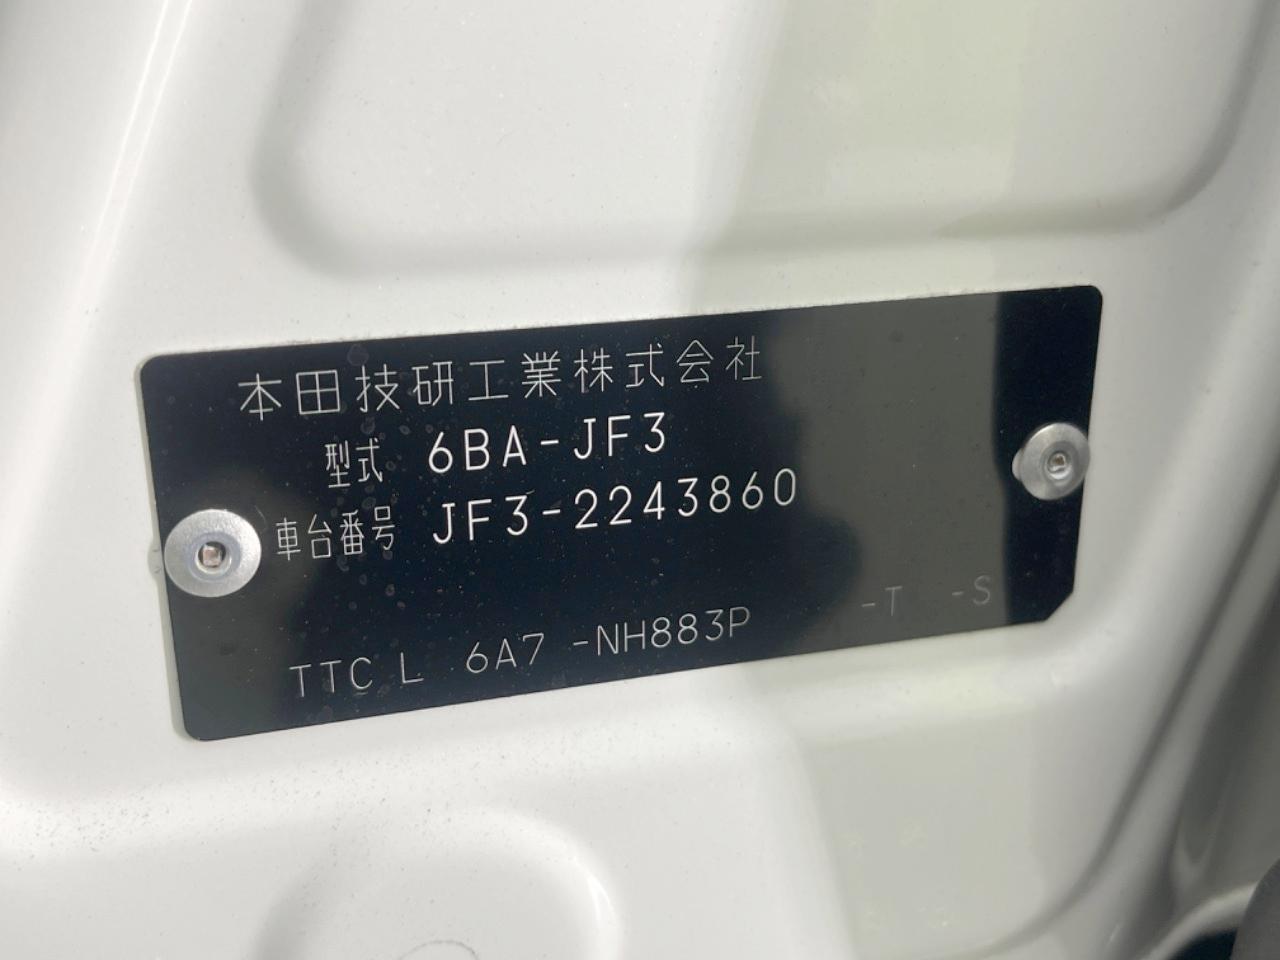 本田技研工業株式会社
型式 6BA-JF3
車台番号 JF3-2243860
TTC L 6A7 -NH883P -T -S